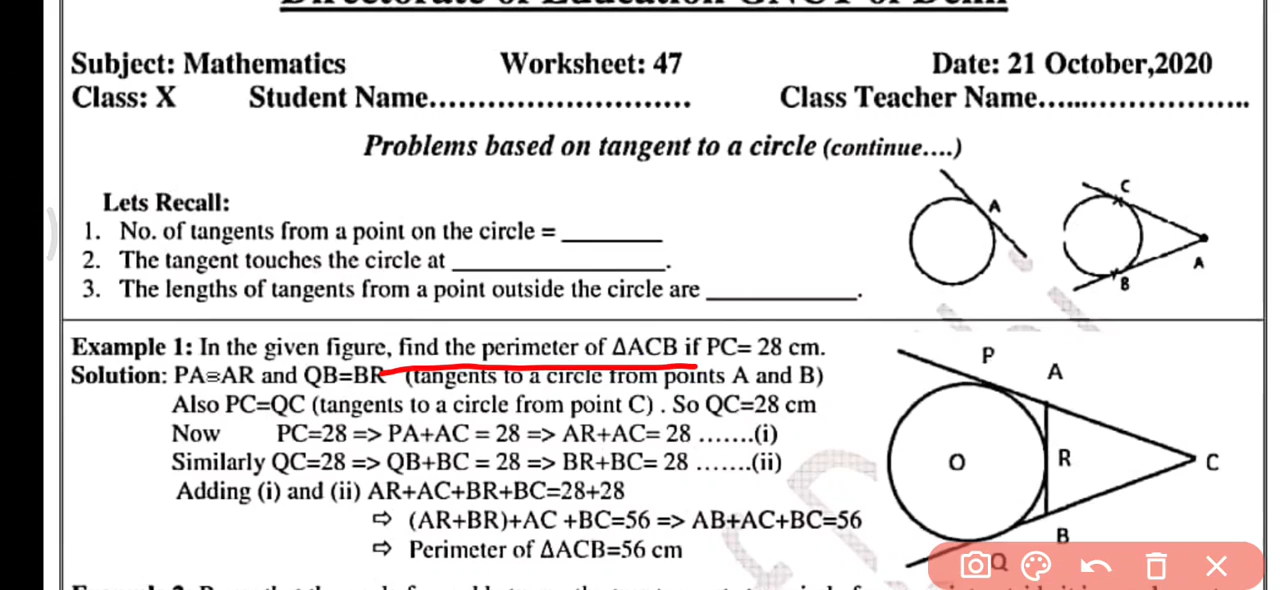 Subject: Mathematics Worksheet: 47 Date: 21 October,2020
Class: X Student Name............................ Class Teacher Name........................
Problems based on tangent to a circle (continue....)
Lets Recall:
1. No. of tangents from a point on the circle = ________
2. The tangent touches the circle at ________________.
3. The lengths of tangents from a point outside the circle are ____________.
A
C
A
B
Example 1: In the given figure, find the perimeter of ΔACB if PC= 28 cm.
Solution: PA=AR and QB=BR (tangents to a circle from points A and B)
Also PC=QC (tangents to a circle from point C) . So QC=28 cm
Now PC=28 => PA+AC = 28 => AR+AC= 28 .......(i)
Similarly QC=28 => QB+BC = 28 => BR+BC= 28 .......(ii)
Adding (i) and (ii) AR+AC+BR+BC=28+28
⇨ (AR+BR)+AC +BC=56 => AB+AC+BC=56
⇨ Perimeter of ΔACB=56 cm
P
A
O
R
C
B
Q